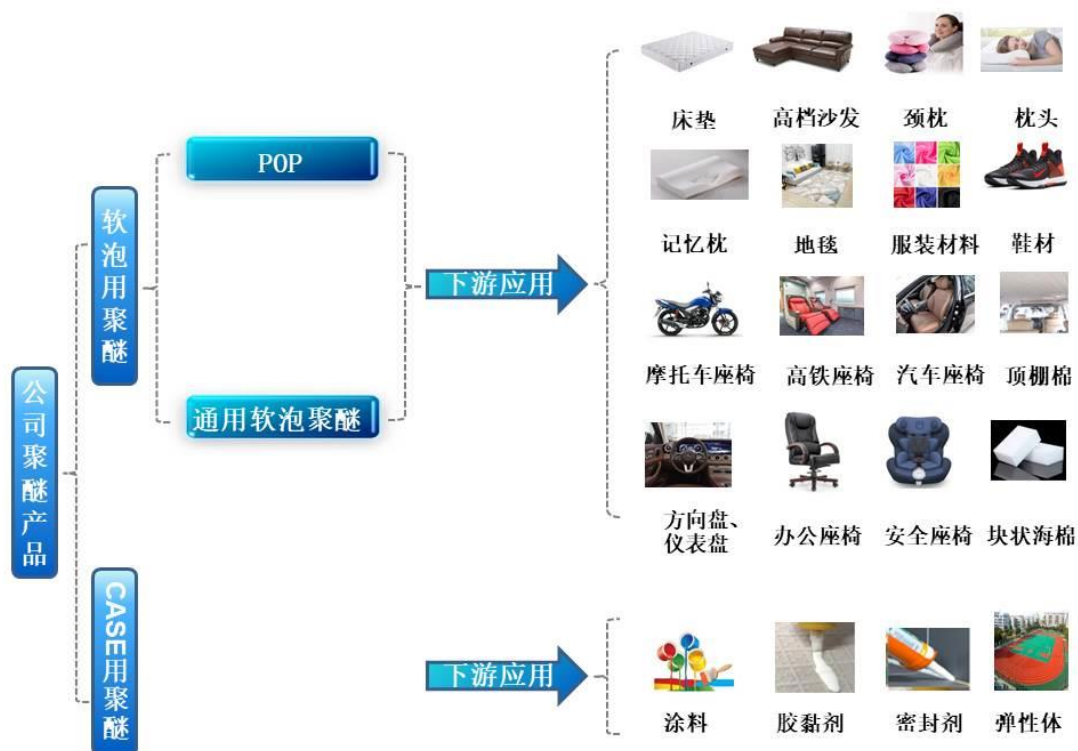 公司聚醚产品
软泡用聚醚
POP
通用软泡聚醚
下游应用
床垫
高档沙发
颈枕
枕头
记忆枕
地毯
服装材料
鞋材
摩托车座椅
高铁座椅
汽车座椅
顶棚棉
方向盘、
仪表盘
办公座椅
安全座椅
块状海棉
CASE用聚醚
下游应用
涂料
胶黏剂
密封剂
弹性体